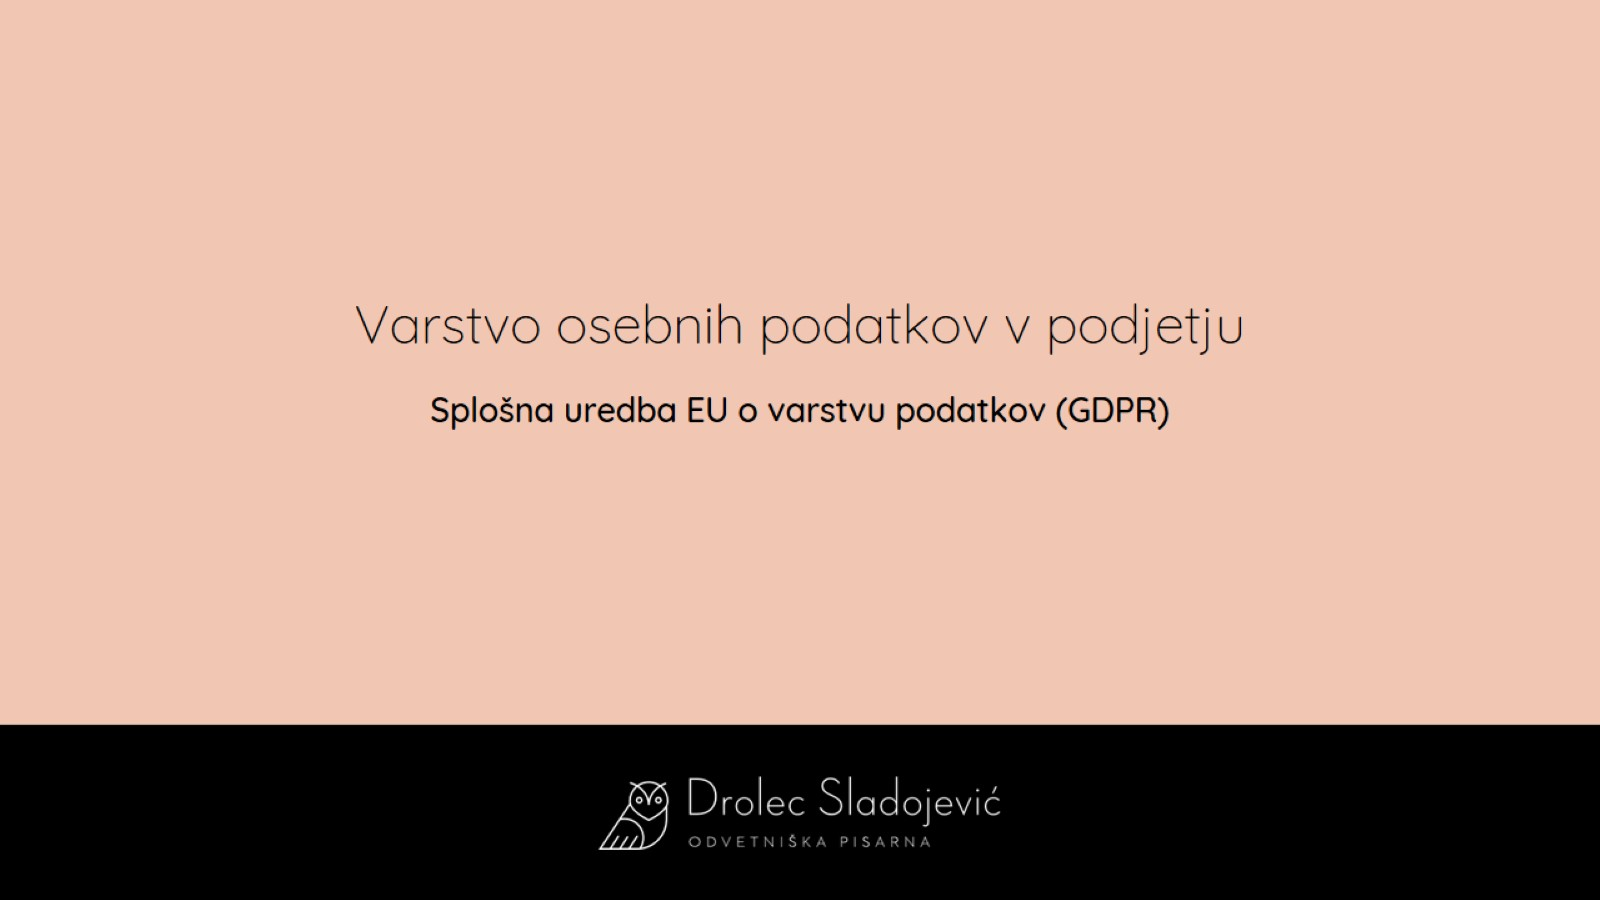 Varstvo osebnih podatkov v podjetju
Splošna uredba EU o varstvu podatkov (GDPR)
Drolec Sladojević
ODVETNIŠKA PISARNA